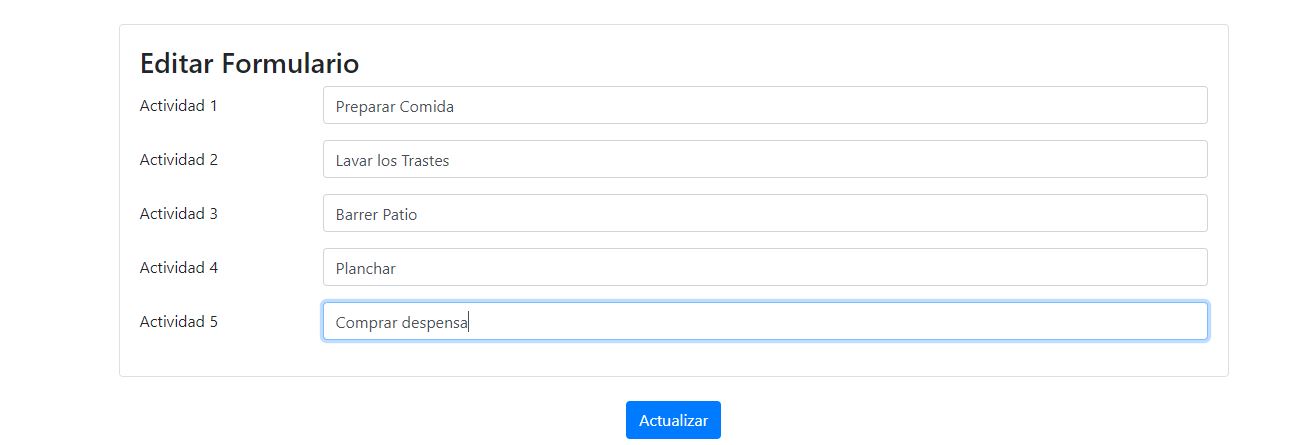 Editar Formulario
Actividad 1 Preparar Comida
Actividad 2 Lavar los Trastes
Actividad 3 Barrer Patio
Actividad 4 Planchar
Actividad 5 Comprar despensa
Actualizar